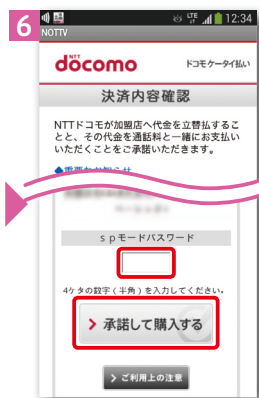 6
LTE 12:34
NOTTV
NTT
docomo ドコモケータイ払い
決済内容確認
NTTドコモが加盟店へ代金を立替払するこ
とと、その代金を通話料と一緒にお支払い
いただくことをご承諾いただきます。
spモードパスワード
4ケタの数字(半角)を入力してください。
> 承諾して購入する
> ご利用上の注意